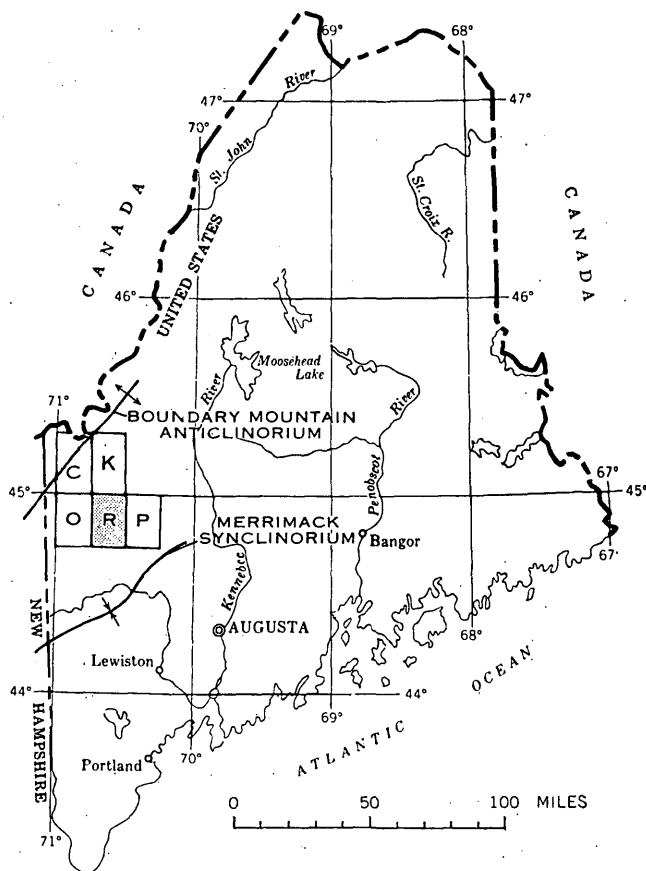 69°
68°
River
47°
47°
70°
St. John
CANADA
St. Croix R.
CANADA
UNITED STATES
46°
46°
Moosehead
Lake
River
River
71°
BOUNDARY MOUNTAIN
ANTICLINORIUM
C
K
67°
45°
45°
Penobscot
O
R
P
MERRIMACK
SYNCLINORIUM
Bangor
67°
Kennebec
NEW HAMPSHIRE
68°
AUGUSTA
Lewiston
ATLANTIC OCEAN
44°
44°
69°
70°
Portland
71°
0 50 100 MILES